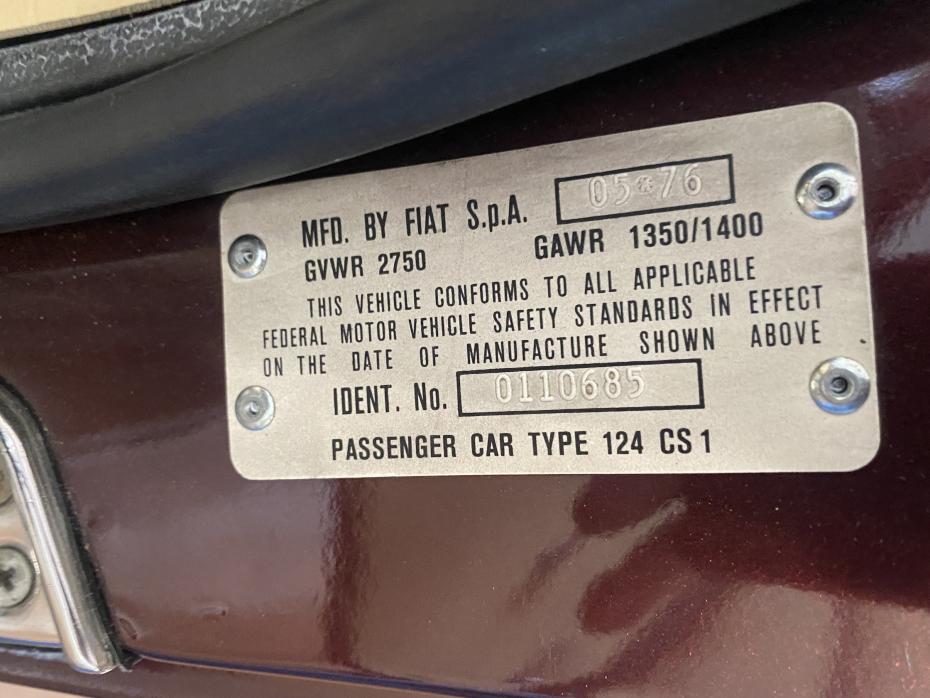 MFD. BY FIAT S.p.A. 05*76
GVWR 2750 GAWR 1350/1400
THIS VEHICLE CONFORMS TO ALL APPLICABLE
FEDERAL MOTOR VEHICLE SAFETY STANDARDS IN EFFECT
ON THE DATE OF MANUFACTURE SHOWN ABOVE
IDENT. No. 0110685
PASSENGER CAR TYPE 124 CS1